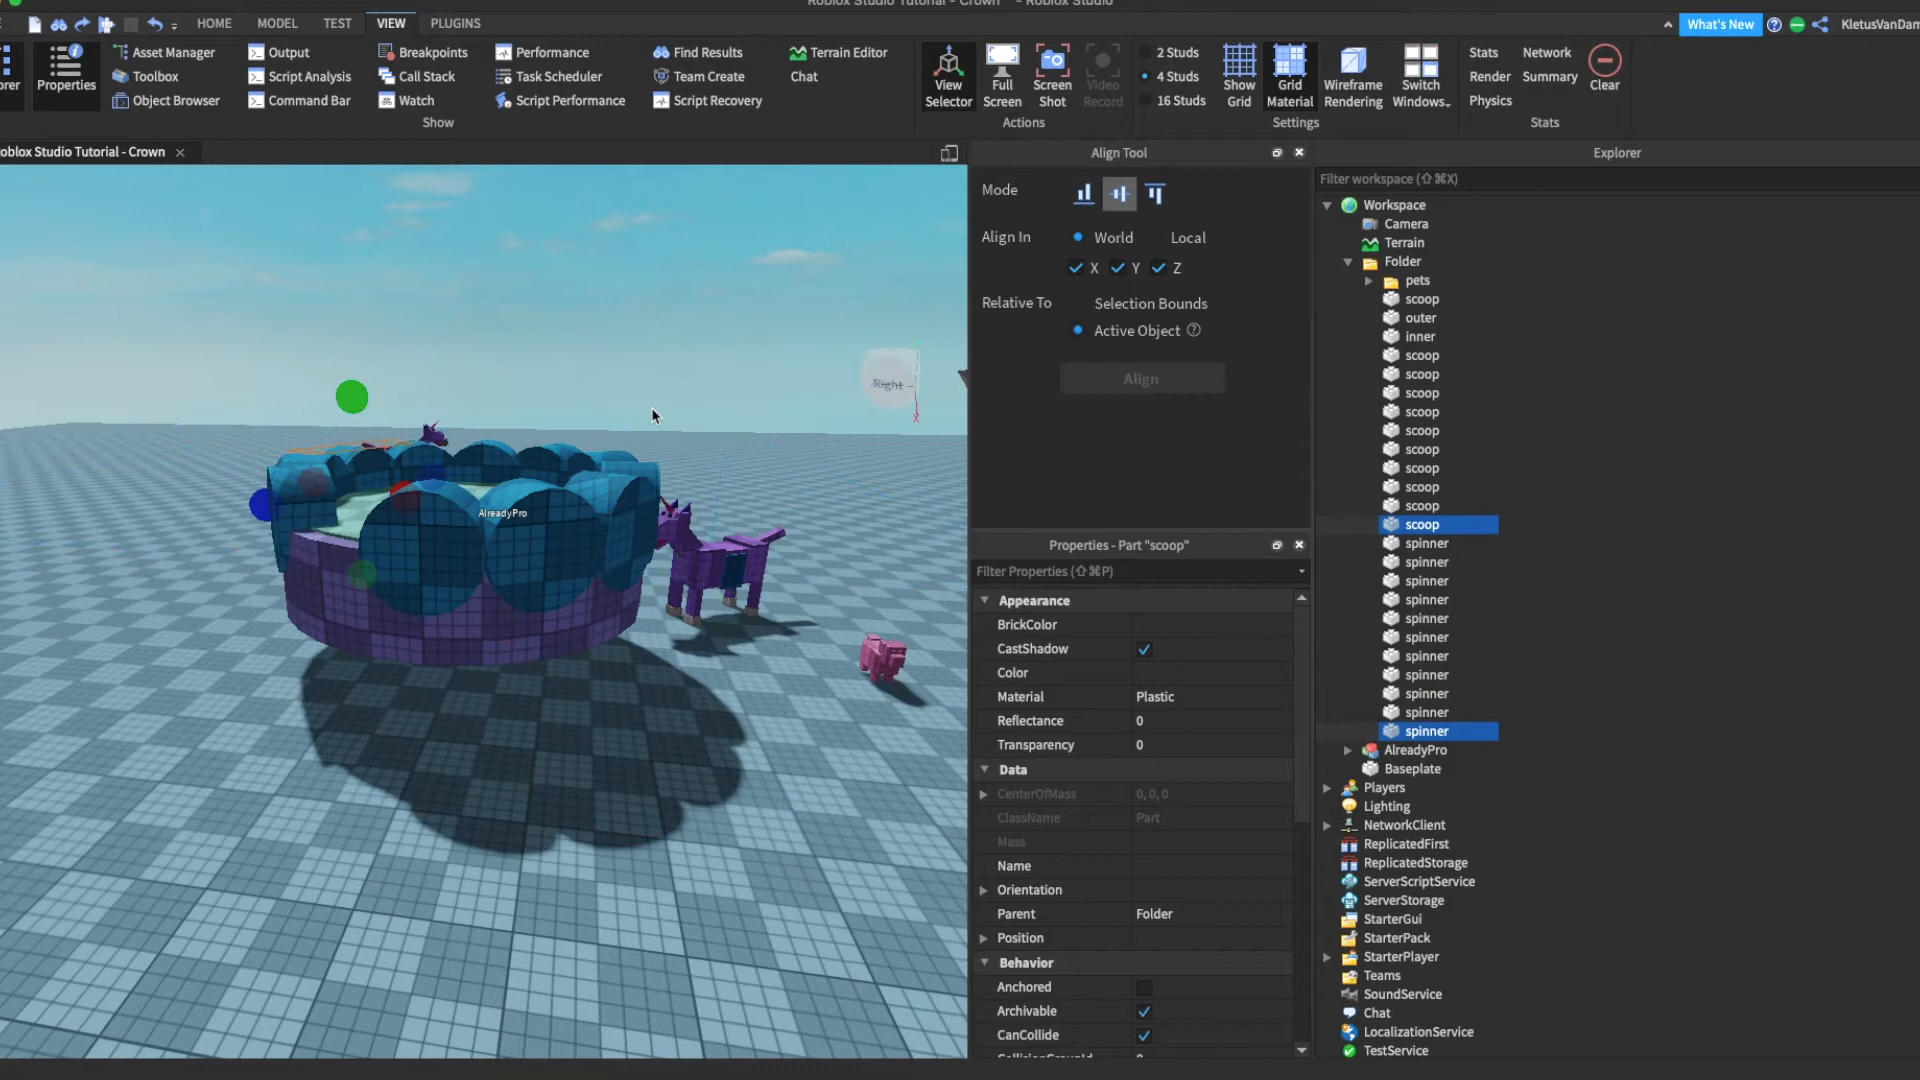 Roblox Studio Tutorial - Crown - Roblox Studio
HOME MODEL TEST VIEW PLUGINS
What's New
KletusVanDam
Properties
Asset Manager
Toolbox
Object Browser
Output
Script Analysis
Command Bar
Breakpoints
Call Stack
Watch
Performance
Task Scheduler
Script Performance
Find Results
Team Create
Script Recovery
Terrain Editor
Chat
Show
View
Selector
Full
Screen
Screen
Shot
Video
Record
Actions
2 Studs
4 Studs
16 Studs
Show
Grid
Grid
Material
Wireframe
Rendering
Switch
Windows
Settings
Stats
Render
Physics
Network
Summary
Clear
Stats
oblox Studio Tutorial - Crown
Right
X
AlreadyPro
Align Tool
Mode
Align In World Local
X Y Z
Relative To Selection Bounds
Active Object
Align
Properties - Part "scoop"
Filter Properties (⇧⌘P)
Appearance
BrickColor
CastShadow
Color
Material Plastic
Reflectance 0
Transparency 0
Data
CenterOfMass 0, 0, 0
ClassName Part
Mass
Name
Orientation
Parent Folder
Position
Behavior
Anchored
Archivable
CanCollide
Explorer
Filter workspace (⇧⌘X)
Workspace
Camera
Terrain
Folder
pets
scoop
outer
inner
scoop
scoop
scoop
scoop
scoop
scoop
scoop
scoop
scoop
scoop
spinner
spinner
spinner
spinner
spinner
spinner
spinner
spinner
spinner
spinner
spinner
AlreadyPro
Baseplate
Players
Lighting
NetworkClient
ReplicatedFirst
ReplicatedStorage
ServerScriptService
ServerStorage
StarterGui
StarterPack
StarterPlayer
Teams
SoundService
Chat
LocalizationService
TestService